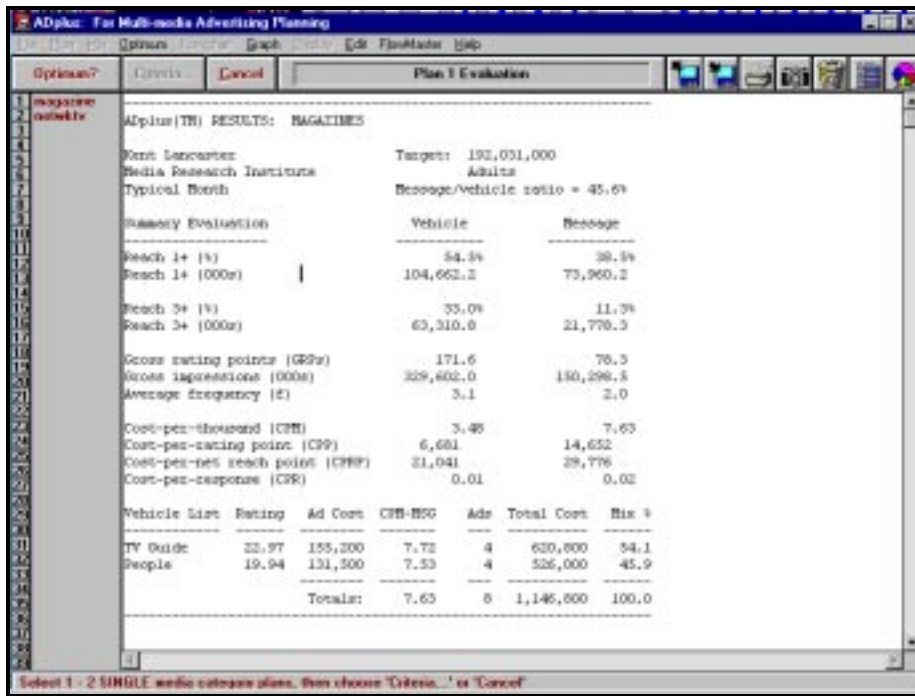 ADplus: For Multi-media Advertising Planning
Optimum Graph Edit FlowMaster Help
Optimum? Criteria... Cancel Plan 1 Evaluation
magazine
netwktv
ADplus(TM) RESULTS: MAGAZINES
Kent Lancaster Target: 192,031,000
Media Research Institute Adults
Typical Month Message/vehicle ratio = 45.6%
Summary Evaluation Vehicle Message
Reach 1+ (%) 54.5% 38.5%
Reach 1+ (000s) 104,662.2 73,960.2
Reach 3+ (%) 33.0% 11.3%
Reach 3+ (000s) 63,310.8 21,778.3
Gross rating points (GRPs) 171.6 78.3
Gross impressions (000s) 329,602.0 150,298.5
Average frequency (f) 3.1 2.0
Cost-per-thousand (CPM) 3.48 7.63
Cost-per-rating point (CPP) 6,681 14,652
Cost-per-net reach point (CPNRP) 21,041 29,776
Cost-per-response (CPR) 0.01 0.02
Vehicle List Rating Ad Cost CPM-MSG Ads Total Cost Mix %
TV Guide 22.97 155,200 7.72 4 620,800 54.1
People 19.94 131,500 7.53 4 526,000 45.9
Totals: 7.63 8 1,146,800 100.0
Select 1 - 2 SINGLE media category plans, then choose 'Criteria...' or 'Cancel'